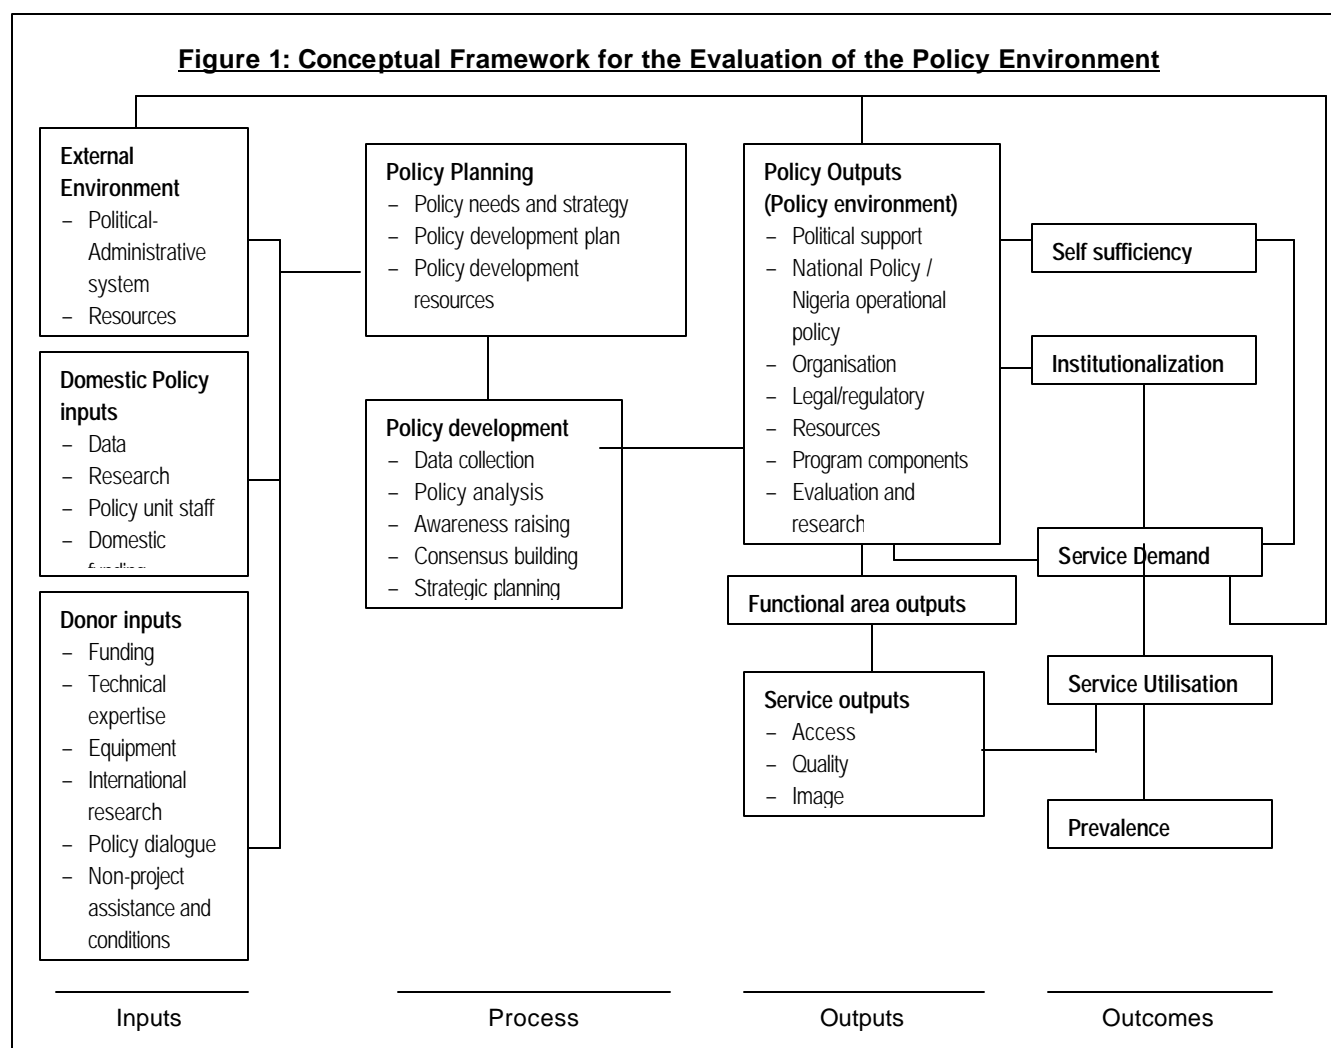 Figure 1: Conceptual Framework for the Evaluation of the Policy Environment
External
Environment
– Political-
Administrative
system
– Resources
Domestic Policy
inputs
– Data
– Research
– Policy unit staff
– Domestic
Donor inputs
– Funding
– Technical
expertise
– Equipment
– International
research
– Policy dialogue
– Non-project
assistance and
conditions
Policy Planning
– Policy needs and strategy
– Policy development plan
– Policy development
resources
Policy development
– Data collection
– Policy analysis
– Awareness raising
– Consensus building
– Strategic planning
Policy Outputs
(Policy environment)
– Political support
– National Policy /
Nigeria operational
policy
– Organisation
– Legal/regulatory
– Resources
– Program components
– Evaluation and
research
Functional area outputs
Service outputs
– Access
– Quality
– Image
Self sufficiency
Institutionalization
Service Demand
Service Utilisation
Prevalence
Inputs
Process
Outputs
Outcomes